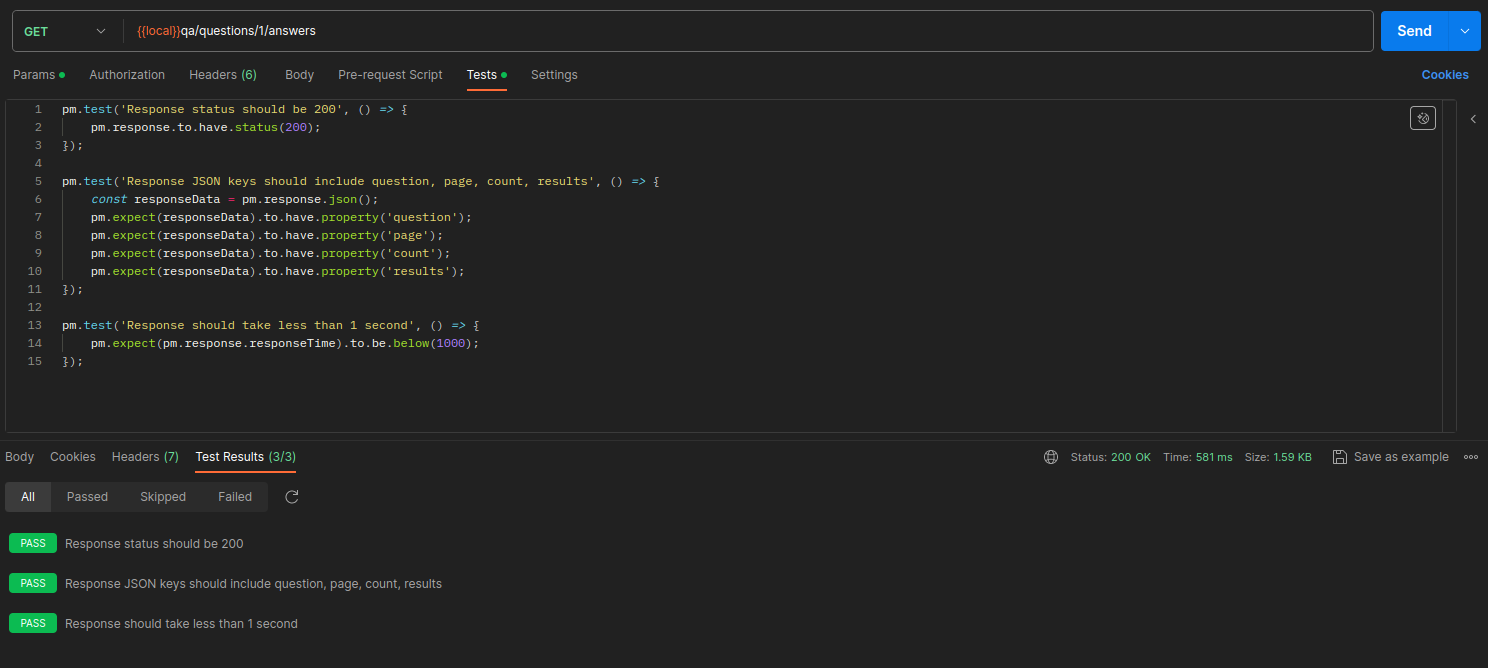 GET {{local}}qa/questions/1/answers Send
Params Authorization Headers (6) Body Pre-request Script Tests Settings Cookies
1 pm.test('Response status should be 200', () => {
2 pm.response.to.have.status(200);
3 });
4
5 pm.test('Response JSON keys should include question, page, count, results', () => {
6 const responseData = pm.response.json();
7 pm.expect(responseData).to.have.property('question');
8 pm.expect(responseData).to.have.property('page');
9 pm.expect(responseData).to.have.property('count');
10 pm.expect(responseData).to.have.property('results');
11 });
12
13 pm.test('Response should take less than 1 second', () => {
14 pm.expect(pm.response.responseTime).to.be.below(1000);
15 });
Body Cookies Headers (7) Test Results (3/3) Status: 200 OK Time: 581 ms Size: 1.59 KB Save as example
All Passed Skipped Failed
PASS Response status should be 200
PASS Response JSON keys should include question, page, count, results
PASS Response should take less than 1 second